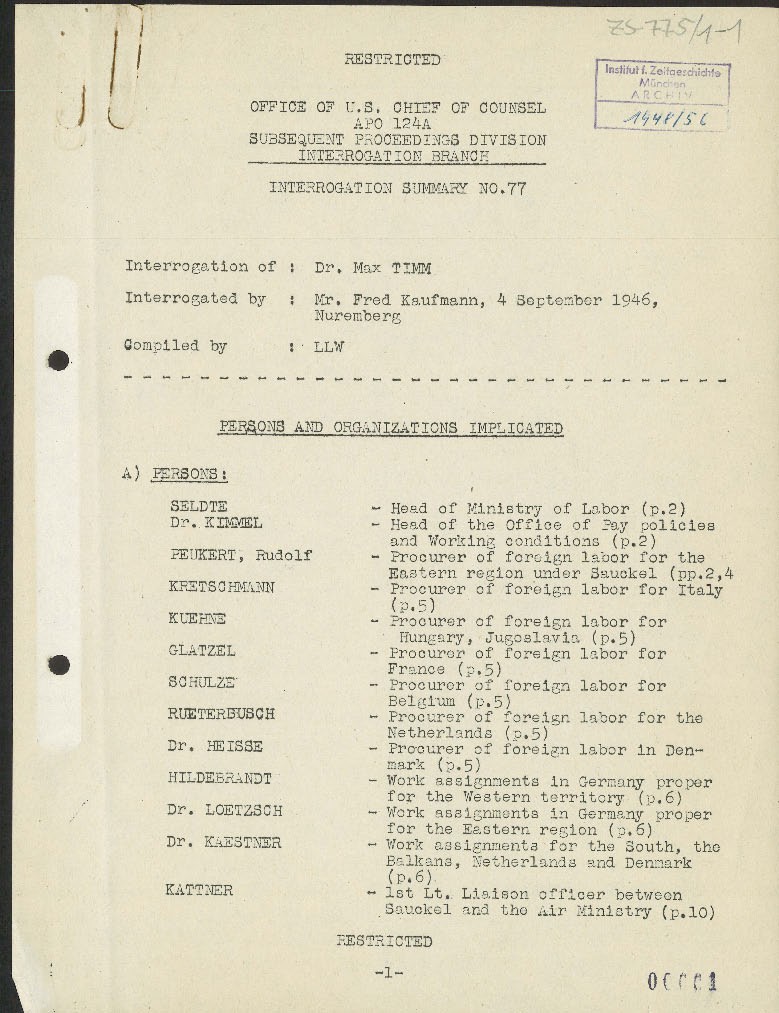 ZS-775/1-1
RESTRICTED
Institut f. Zeitgeschichte
München
ARCHIV
1948/56
OFFICE OF U.S. CHIEF OF COUNSEL
APO 124A
SUBSEQUENT PROCEEDINGS DIVISION
INTERROGATION BRANCH
INTERROGATION SUMMARY NO.77
Interrogation of : Dr. Max TIMM
Interrogated by : Mr. Fred Kaufmann, 4 September 1946,
Nuremberg
Compiled by : LLW
PERSONS AND ORGANIZATIONS IMPLICATED
A) PERSONS:
SELDTE - Head of Ministry of Labor (p.2)
Dr. KIMMEL - Head of the Office of Pay policies
and Working conditions (p.2)
PEUKERT, Rudolf - Procurer of foreign labor for the
Eastern region under Sauckel (pp.2,4
KRETSCHMANN - Procurer of foreign labor for Italy
(p.5)
KUEHNE - Procurer of foreign labor for
Hungary, Jugoslavia (p.5)
GLATZEL - Procurer of foreign labor for
France (p.5)
SCHULZE - Procurer of foreign labor for
Belgium (p.5)
RUETERBUSCH - Procurer of foreign labor for the
Netherlands (p.5)
Dr. HEISSE - Procurer of foreign labor in Den-
mark (p.5)
HILDEBRANDT - Work assignments in Germany proper
for the Western territory (p.6)
Dr. LOETZSCH - Work assignments in Germany proper
for the Eastern region (p.6)
Dr. KAESTNER - Work assignments for the South, the
Balkans, Netherlands and Denmark
(p.6)
KATTNER - 1st Lt. Liaison officer between
Sauckel and the Air Ministry (p.10)
RESTRICTED
-1-
00001